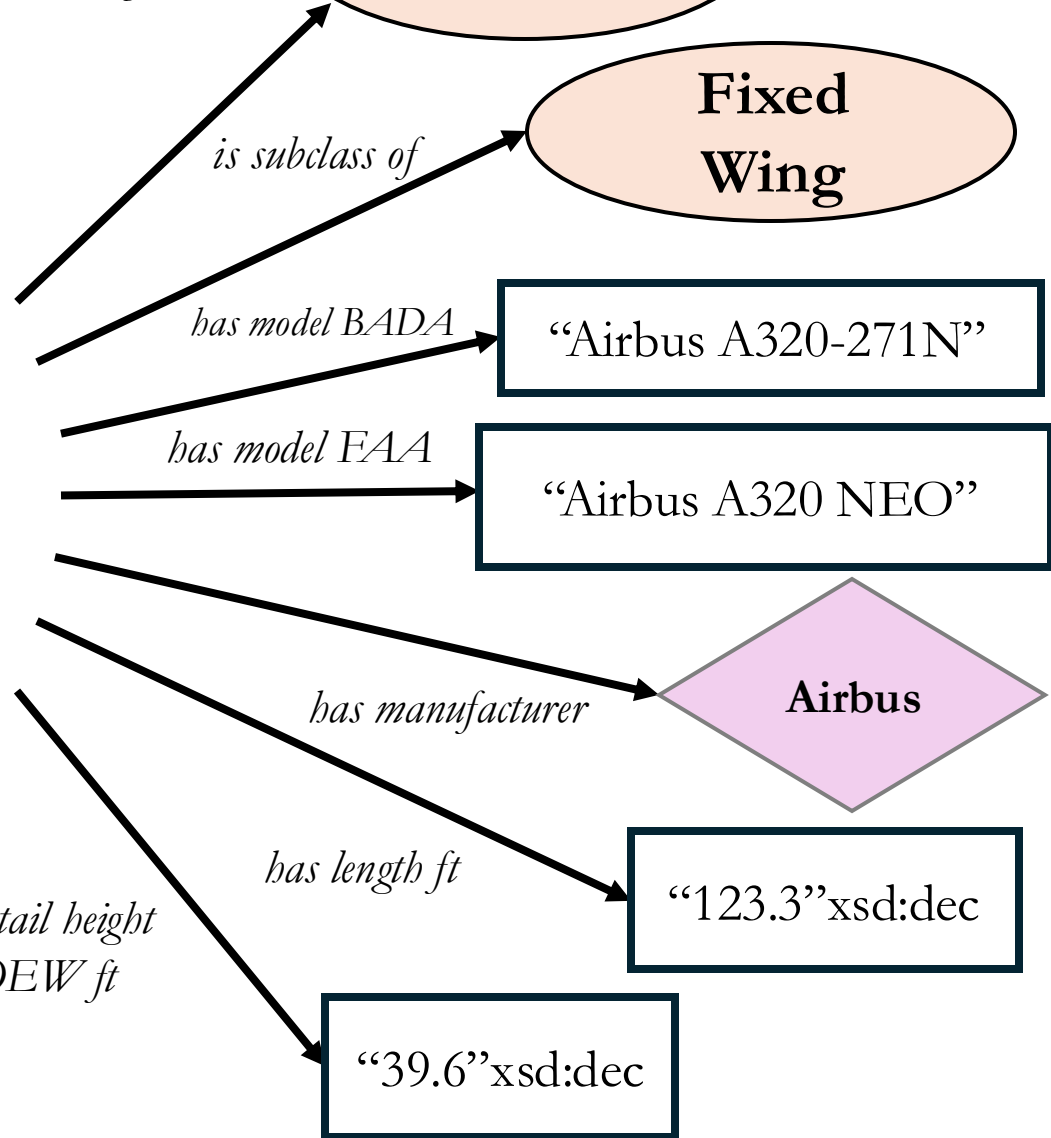 Fixed
Wing
is subclass of
has model BADA
“Airbus A320-271N”
has model FAA
“Airbus A320 NEO”
Airbus
has manufacturer
has length ft
“123.3”xsd:dec
tail height
OEW ft
“39.6”xsd:dec